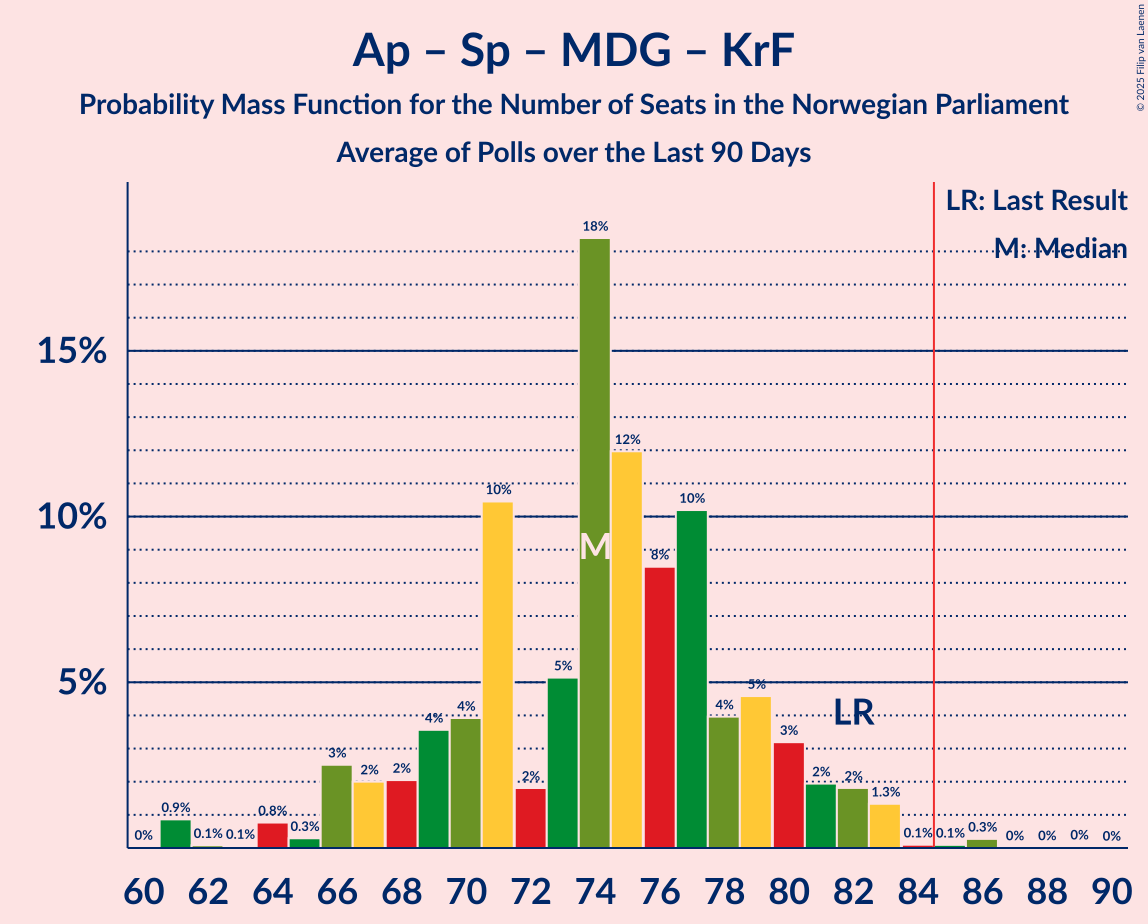 Ap – Sp – MDG – KrF
Probability Mass Function for the Number of Seats in the Norwegian Parliament
Average of Polls over the Last 90 Days
© 2025 Filip van Laenen
LR: Last Result
M: Median
15%
10%
5%
0% 0.9% 0.1% 0.1% 0.8% 0.3% 3% 2% 2% 4% 4% 10% 2% 5% 18% 12% 8% 10% 4% 5% 3% 2% 2% 1.3% 0.1% 0.1% 0.3% 0% 0% 0% 0%
M
LR
60 62 64 66 68 70 72 74 76 78 80 82 84 86 88 90